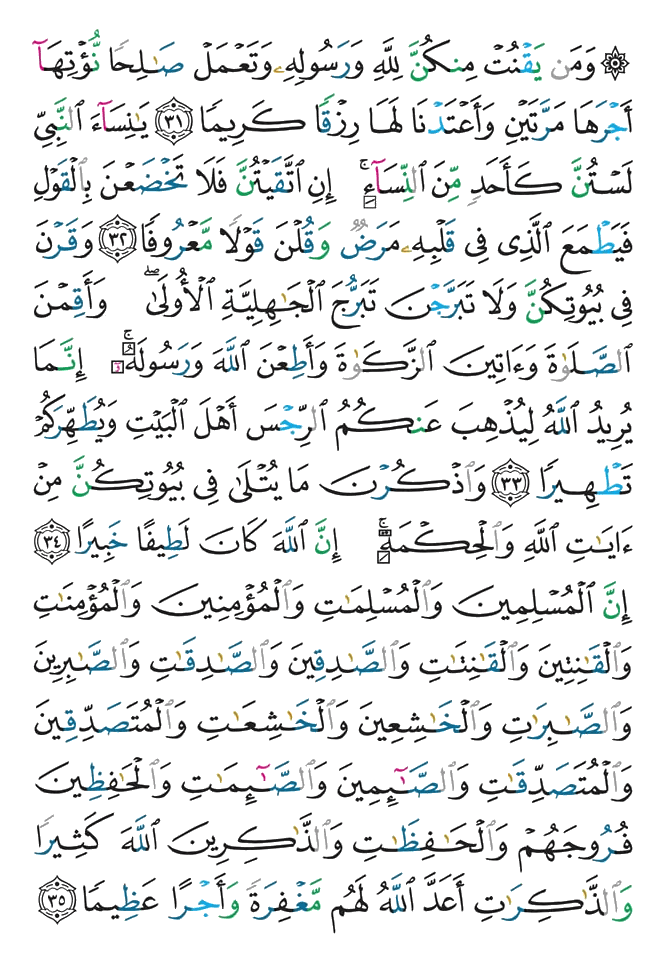 ۞ وَمَن يَقْنُتْ مِنكُنَّ لِلَّهِ وَرَسُولِهِۦ وَتَعْمَلْ صَـٰلِحًا نُّؤْتِهَآ
أَجْرَهَا مَرَّتَيْنِ وَأَعْتَدْنَا لَهَا رِزْقًا كَرِيمًا ٣١ يَـٰنِسَآءَ ٱلنَّبِىِّ
لَسْتُنَّ كَأَحَدٍ مِّنَ ٱلنِّسَآءِ ۚ إِنِ ٱتَّقَيْتُنَّ فَلَا تَخْضَعْنَ بِٱلْقَوْلِ
فَيَطْمَعَ ٱلَّذِى فِى قَلْبِهِۦ مَرَضٌ وَقُلْنَ قَوْلًا مَّعْرُوفًا ٣٢ وَقَرْنَ
فِى بُيُوتِكُنَّ وَلَا تَبَرَّجْنَ تَبَرُّجَ ٱلْجَـٰهِلِيَّةِ ٱلْأُولَىٰ ۖ وَأَقِمْنَ
ٱلصَّلَوٰةَ وَءَاتِينَ ٱلزَّكَوٰةَ وَأَطِعْنَ ٱللَّهَ وَرَسُولَهُۥٓ ۚ إِنَّمَا
يُرِيدُ ٱللَّهُ لِيُذْهِبَ عَنكُمُ ٱلرِّجْسَ أَهْلَ ٱلْبَيْتِ وَيُطَهِّرَكُمْ
تَطْهِيرًا ٣٣ وَٱذْكُرْنَ مَا يُتْلَىٰ فِى بُيُوتِكُنَّ مِنْ
ءَايَـٰتِ ٱللَّهِ وَٱلْحِكْمَةِ ۚ إِنَّ ٱللَّهَ كَانَ لَطِيفًا خَبِيرًا ٣٤
إِنَّ ٱلْمُسْلِمِينَ وَٱلْمُسْلِمَـٰتِ وَٱلْمُؤْمِنِينَ وَٱلْمُؤْمِنَـٰتِ
وَٱلْقَـٰنِتِينَ وَٱلْقَـٰنِتَـٰتِ وَٱلصَّـٰدِقِينَ وَٱلصَّـٰدِقَـٰتِ وَٱلصَّـٰبِرِينَ
وَٱلصَّـٰبِرَٰتِ وَٱلْخَـٰشِعِينَ وَٱلْخَـٰشِعَـٰتِ وَٱلْمُتَصَدِّقِينَ
وَٱلْمُتَصَدِّقَـٰتِ وَٱلصَّـٰٓئِمِينَ وَٱلصَّـٰٓئِمَـٰتِ وَٱلْحَـٰفِظِينَ
فُرُوجَهُمْ وَٱلْحَـٰفِظَـٰتِ وَٱلذَّٰكِرِينَ ٱللَّهَ كَثِيرًا
وَٱلذَّٰكِرَٰتِ أَعَدَّ ٱللَّهُ لَهُم مَّغْفِرَةً وَأَجْرًا عَظِيمًا ٣٥